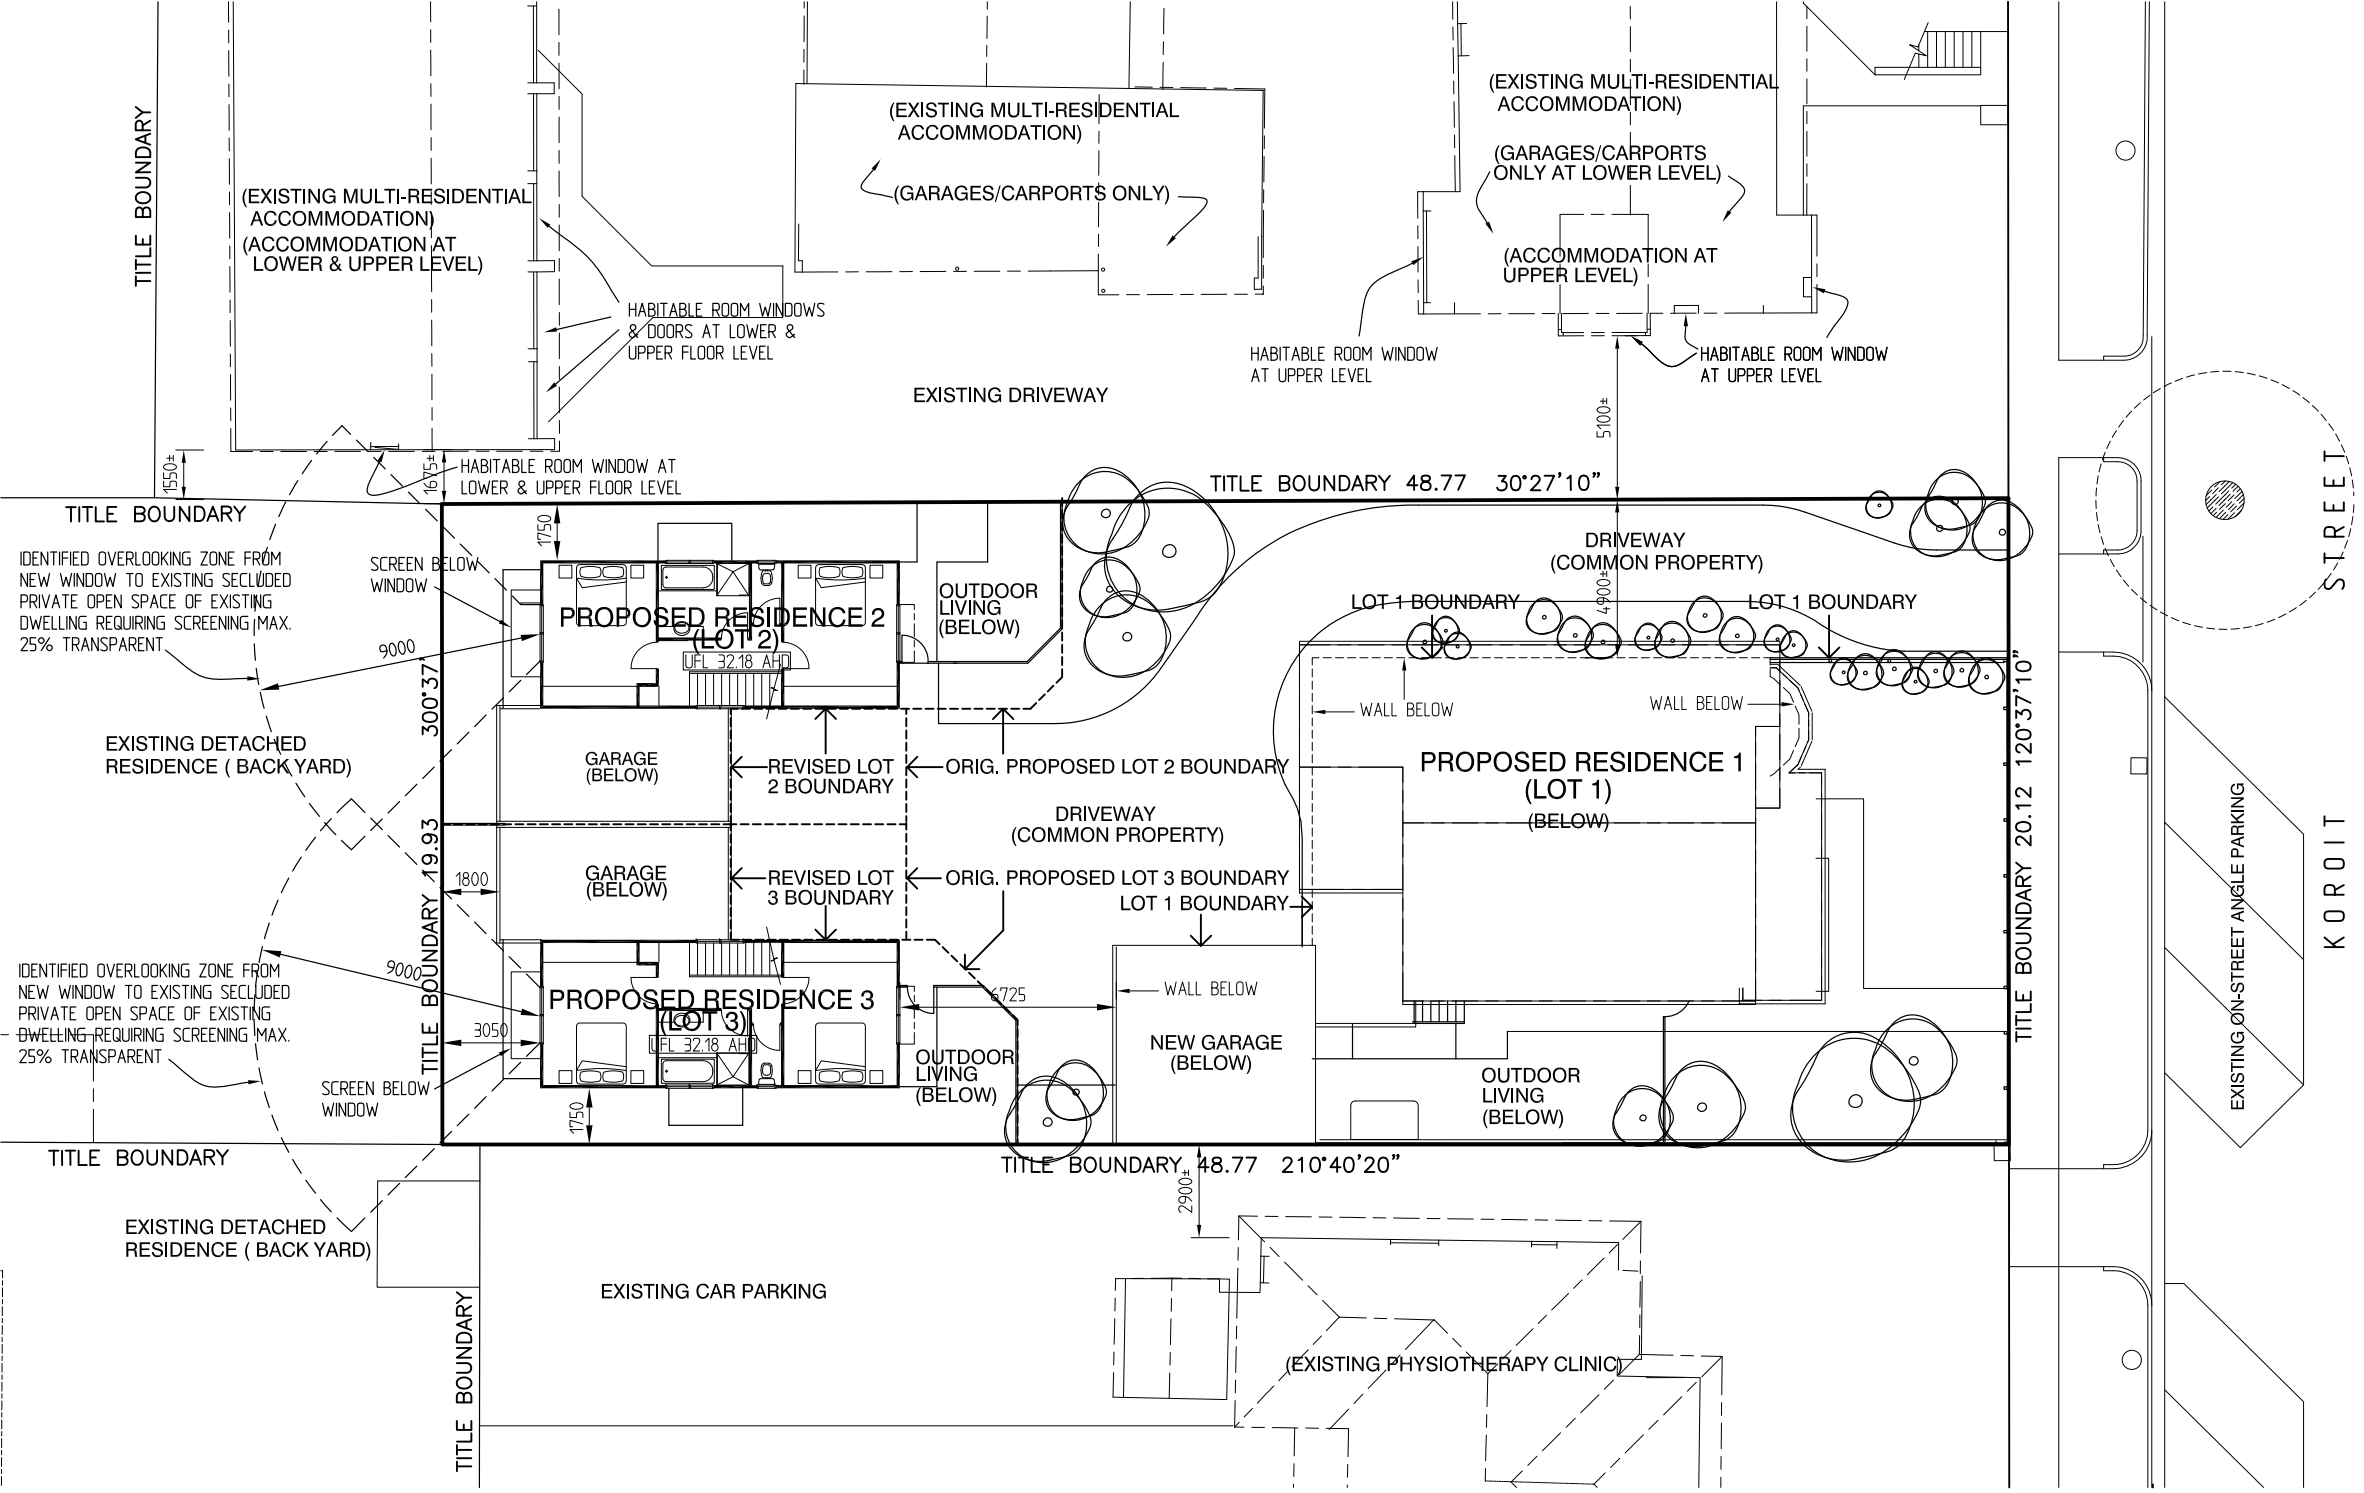 TITLE BOUNDARY
(EXISTING MULTI-RESIDENTIAL
ACCOMMODATION)
(ACCOMMODATION AT
LOWER & UPPER LEVEL)
(EXISTING MULTI-RESIDENTIAL
ACCOMMODATION)
(GARAGES/CARPORTS ONLY)
(EXISTING MULTI-RESIDENTIAL
ACCOMMODATION)
(GARAGES/CARPORTS
ONLY AT LOWER LEVEL)
(ACCOMMODATION AT
UPPER LEVEL)
HABITABLE ROOM WINDOWS
& DOORS AT LOWER &
UPPER FLOOR LEVEL
HABITABLE ROOM WINDOW
AT UPPER LEVEL
HABITABLE ROOM WINDOW
AT UPPER LEVEL
EXISTING DRIVEWAY
5100±
1550±
1675±
HABITABLE ROOM WINDOW AT
LOWER & UPPER FLOOR LEVEL
TITLE BOUNDARY 48.77 30°27'10"
TITLE BOUNDARY
IDENTIFIED OVERLOOKING ZONE FROM
NEW WINDOW TO EXISTING SECLUDED
PRIVATE OPEN SPACE OF EXISTING
DWELLING REQUIRING SCREENING MAX.
25% TRANSPARENT
9000
SCREEN BELOW
WINDOW
1750
PROPOSED RESIDENCE 2
(LOT 2)
UFL 32.18 AHD
OUTDOOR
LIVING
(BELOW)
DRIVEWAY
(COMMON PROPERTY)
4900±
LOT 1 BOUNDARY
LOT 1 BOUNDARY
WALL BELOW
WALL BELOW
STREET
KOROIT
EXISTING DETACHED
RESIDENCE ( BACK YARD)
300°37'
TITLE BOUNDARY 19.93
GARAGE
(BELOW)
REVISED LOT
2 BOUNDARY
ORIG. PROPOSED LOT 2 BOUNDARY
PROPOSED RESIDENCE 1
(LOT 1)
(BELOW)
DRIVEWAY
(COMMON PROPERTY)
TITLE BOUNDARY 20.12 120°37'10"
EXISTING ON-STREET ANGLE PARKING
1800
GARAGE
(BELOW)
REVISED LOT
3 BOUNDARY
ORIG. PROPOSED LOT 3 BOUNDARY
LOT 1 BOUNDARY
IDENTIFIED OVERLOOKING ZONE FROM
NEW WINDOW TO EXISTING SECLUDED
PRIVATE OPEN SPACE OF EXISTING
DWELLING REQUIRING SCREENING MAX.
25% TRANSPARENT
9000
3050
SCREEN BELOW
WINDOW
PROPOSED RESIDENCE 3
(LOT 3)
UFL 32.18 AHD
6725
WALL BELOW
NEW GARAGE
(BELOW)
OUTDOOR
LIVING
(BELOW)
OUTDOOR
LIVING
(BELOW)
1750
TITLE BOUNDARY
TITLE BOUNDARY 48.77 210°40'20"
2900±
EXISTING DETACHED
RESIDENCE ( BACK YARD)
EXISTING CAR PARKING
TITLE BOUNDARY
(EXISTING PHYSIOTHERAPY CLINIC)